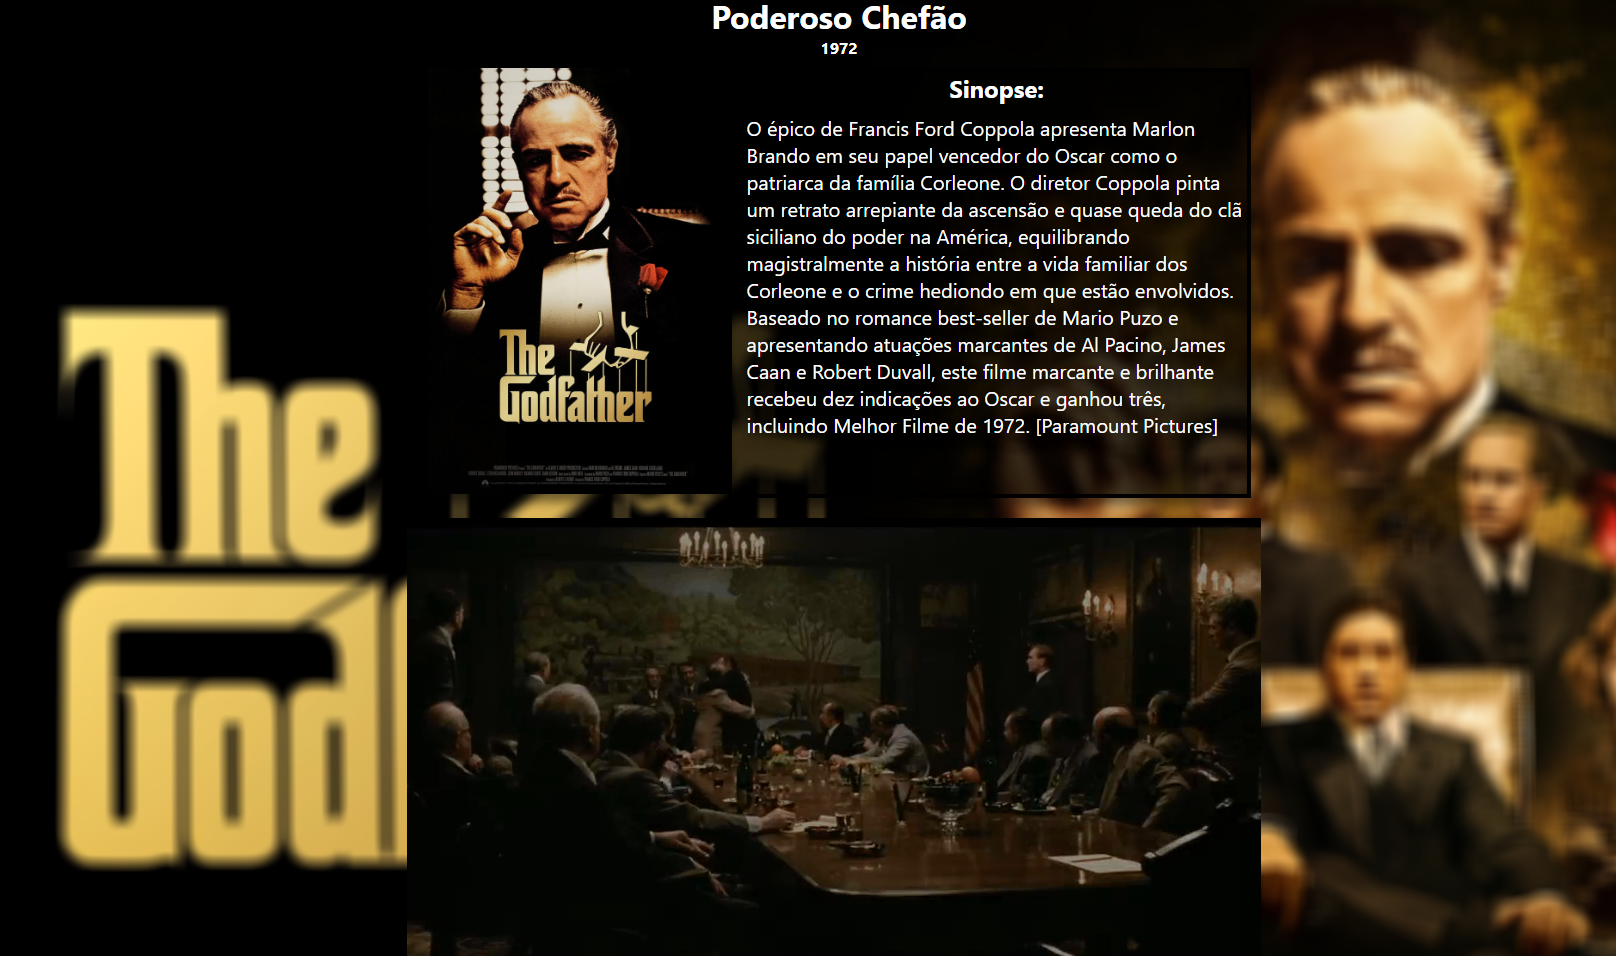 Poderoso Chefão
1972
Sinopse:
O épico de Francis Ford Coppola apresenta Marlon
Brando em seu papel vencedor do Oscar como o
patriarca da família Corleone. O diretor Coppola pinta
um retrato arrepiante da ascensão e quase queda do clã
siciliano do poder na América, equilibrando
magistralmente a história entre a vida familiar dos
Corleone e o crime hediondo em que estão envolvidos.
Baseado no romance best-seller de Mario Puzo e
apresentando atuações marcantes de Al Pacino, James
Caan e Robert Duvall, este filme marcante e brilhante
recebeu dez indicações ao Oscar e ganhou três,
incluindo Melhor Filme de 1972. [Paramount Pictures]
The
Godfather
The
God